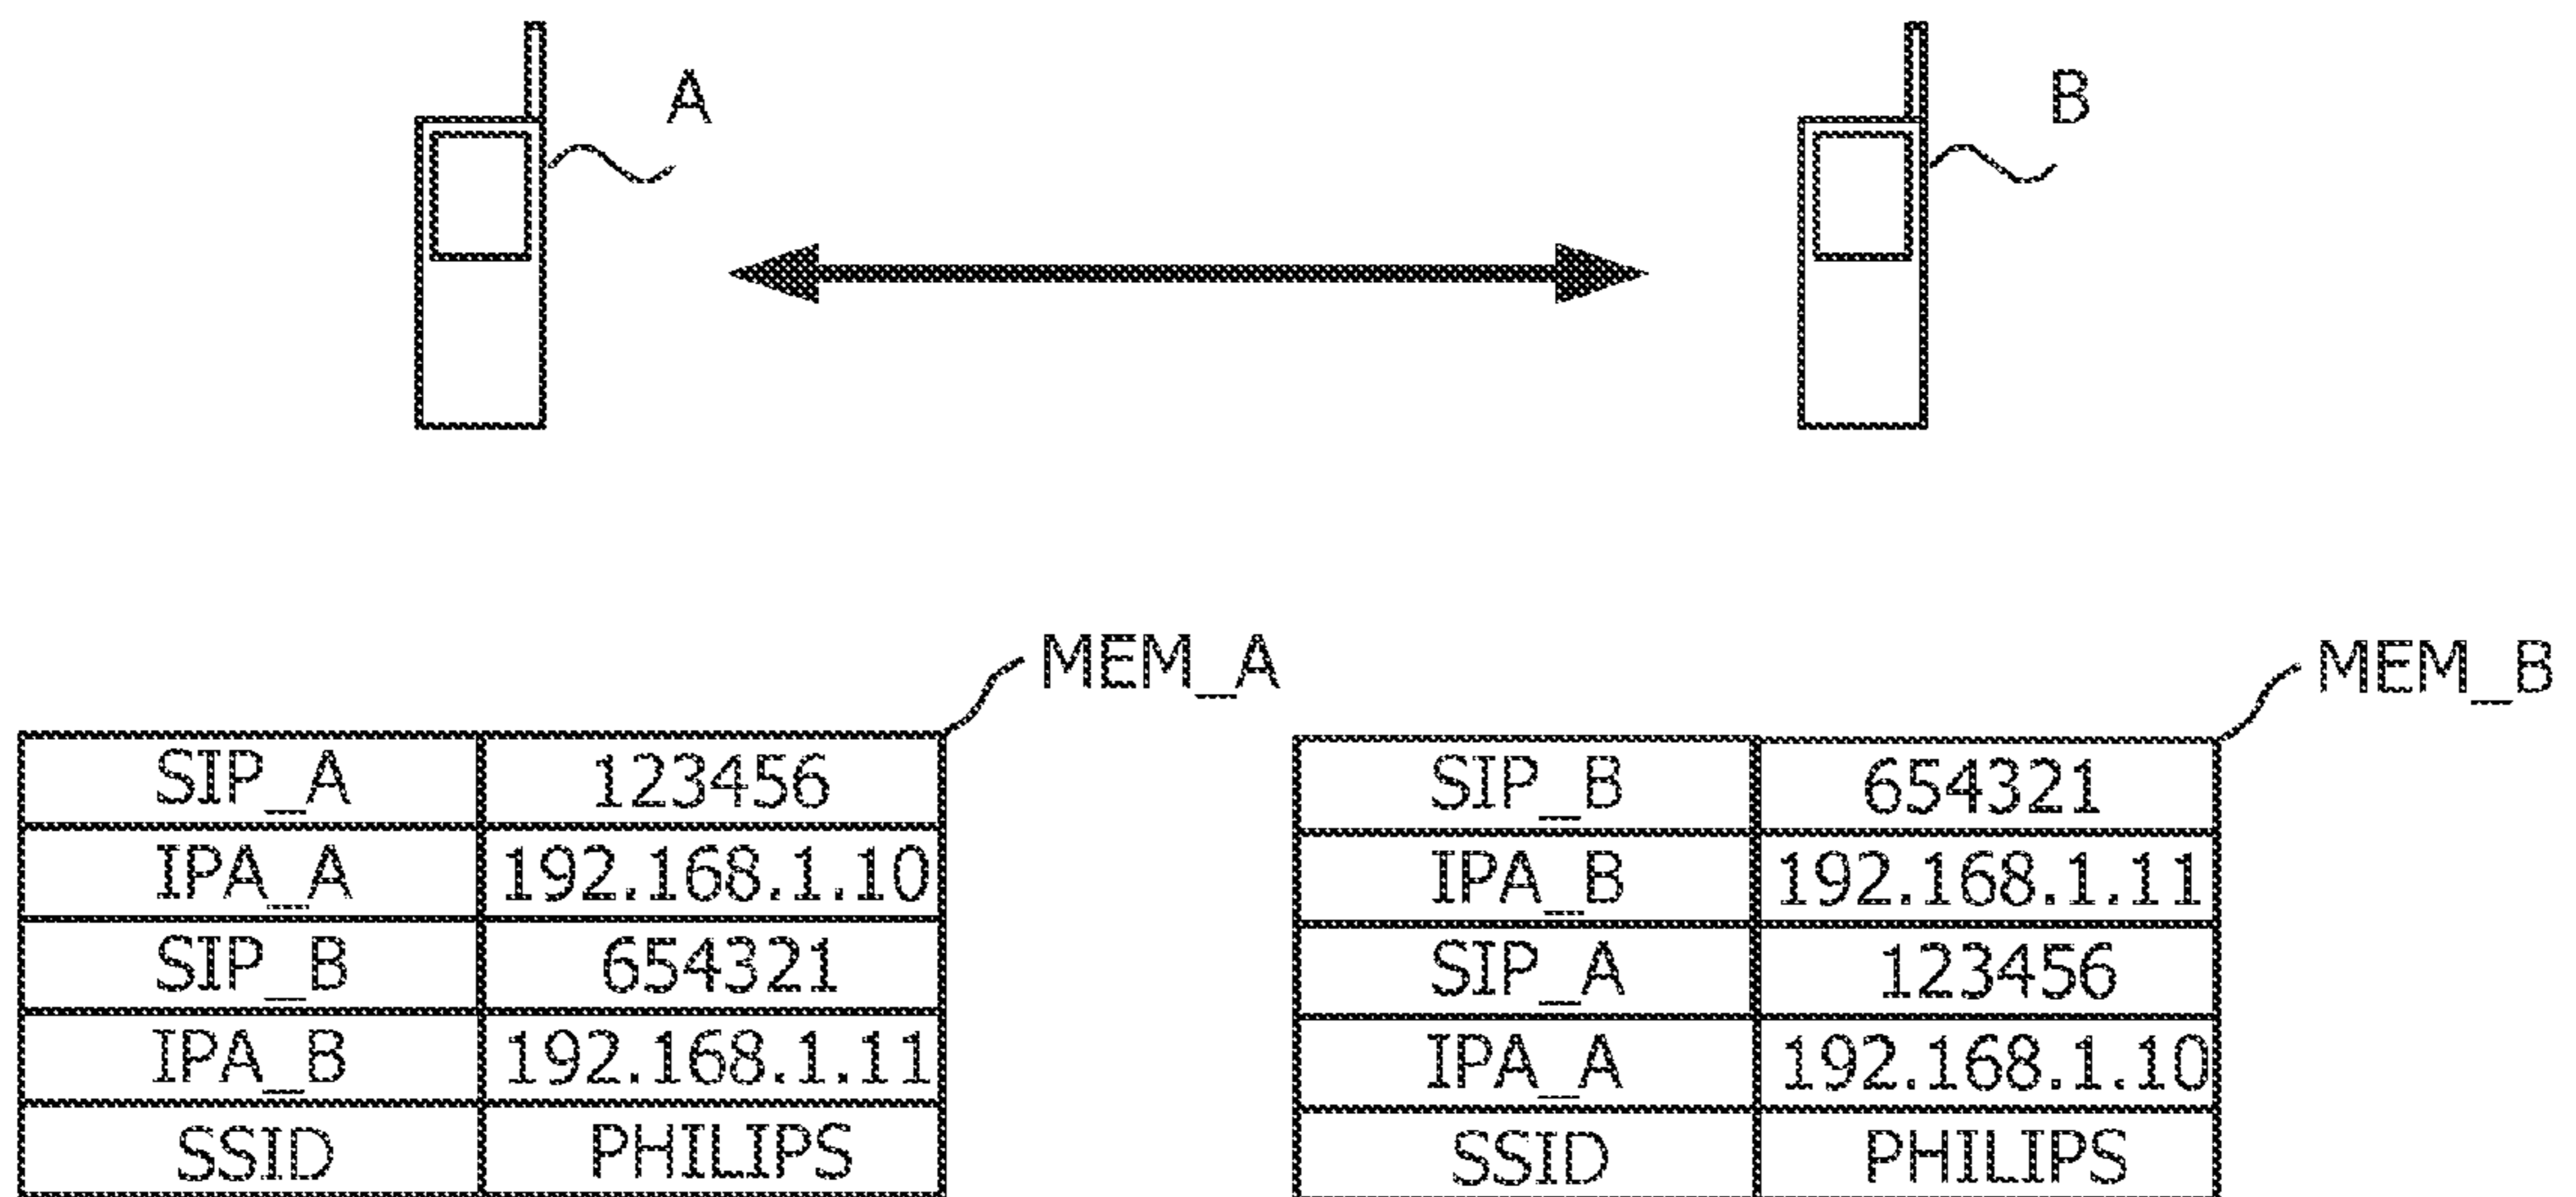 A
B
MEM_A
SIP_A 123456
IPA_A 192.168.1.10
SIP_B 654321
IPA_B 192.168.1.11
SSID PHILIPS
MEM_B
SIP_B 654321
IPA_B 192.168.1.11
SIP_A 123456
IPA_A 192.168.1.10
SSID PHILIPS